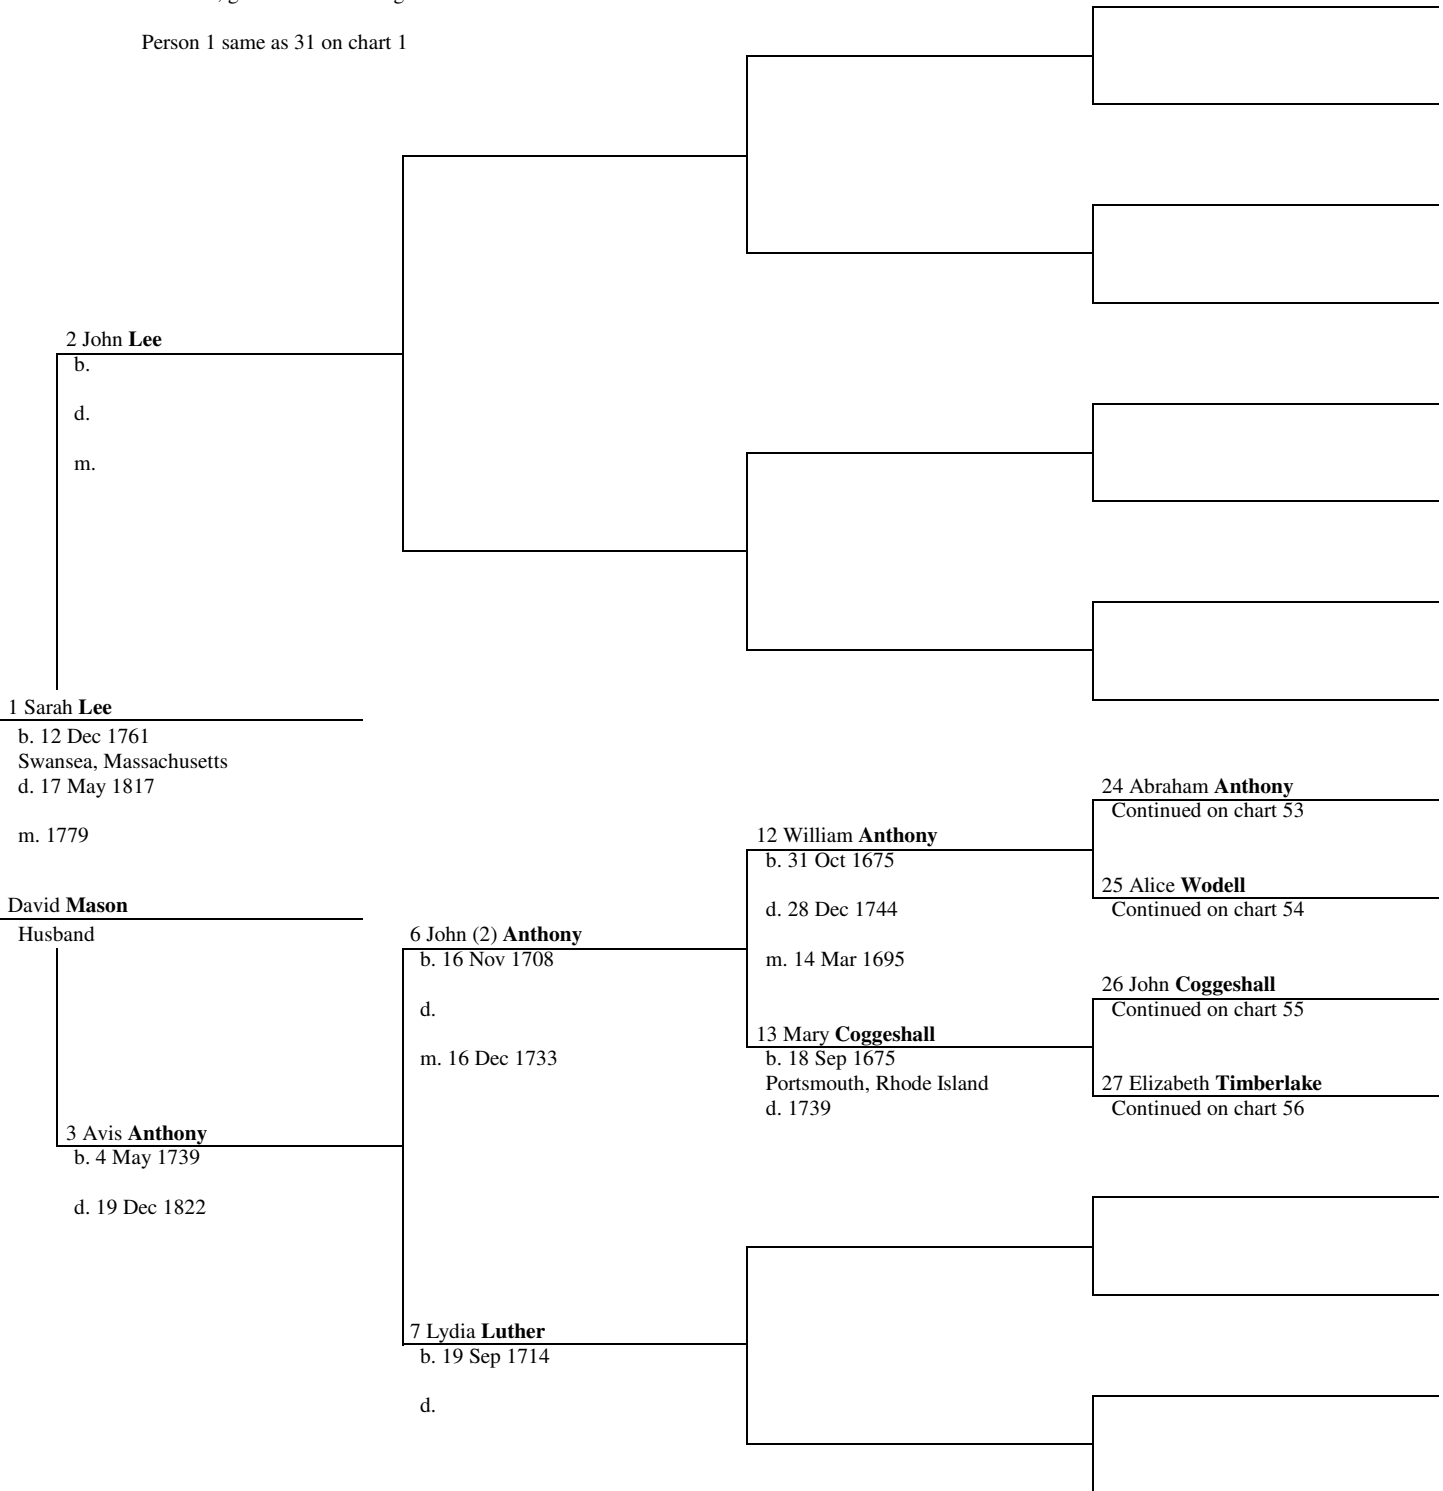 Person 1 same as 31 on chart 1
2 John Lee
b.
d.
m.
1 Sarah Lee
b. 12 Dec 1761
Swansea, Massachusetts
d. 17 May 1817
m. 1779
David Mason
Husband
3 Avis Anthony
b. 4 May 1739
d. 19 Dec 1822
6 John (2) Anthony
b. 16 Nov 1708
d.
m. 16 Dec 1733
7 Lydia Luther
b. 19 Sep 1714
d.
12 William Anthony
b. 31 Oct 1675
d. 28 Dec 1744
m. 14 Mar 1695
13 Mary Coggeshall
b. 18 Sep 1675
Portsmouth, Rhode Island
d. 1739
24 Abraham Anthony
Continued on chart 53
25 Alice Wodell
Continued on chart 54
26 John Coggeshall
Continued on chart 55
27 Elizabeth Timberlake
Continued on chart 56